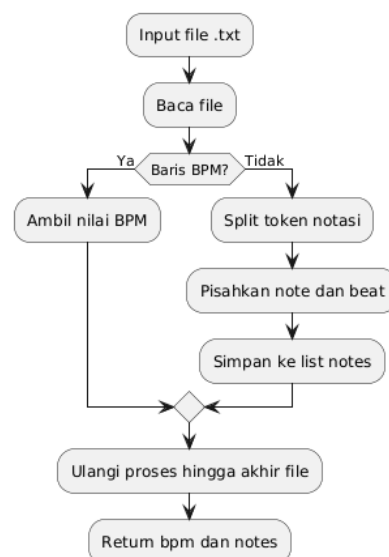 Input file .txt
Baca file
Baris BPM?
Ya
Tidak
Ambil nilai BPM
Split token notasi
Pisahkan note dan beat
Simpan ke list notes
Ulangi proses hingga akhir file
Return bpm dan notes